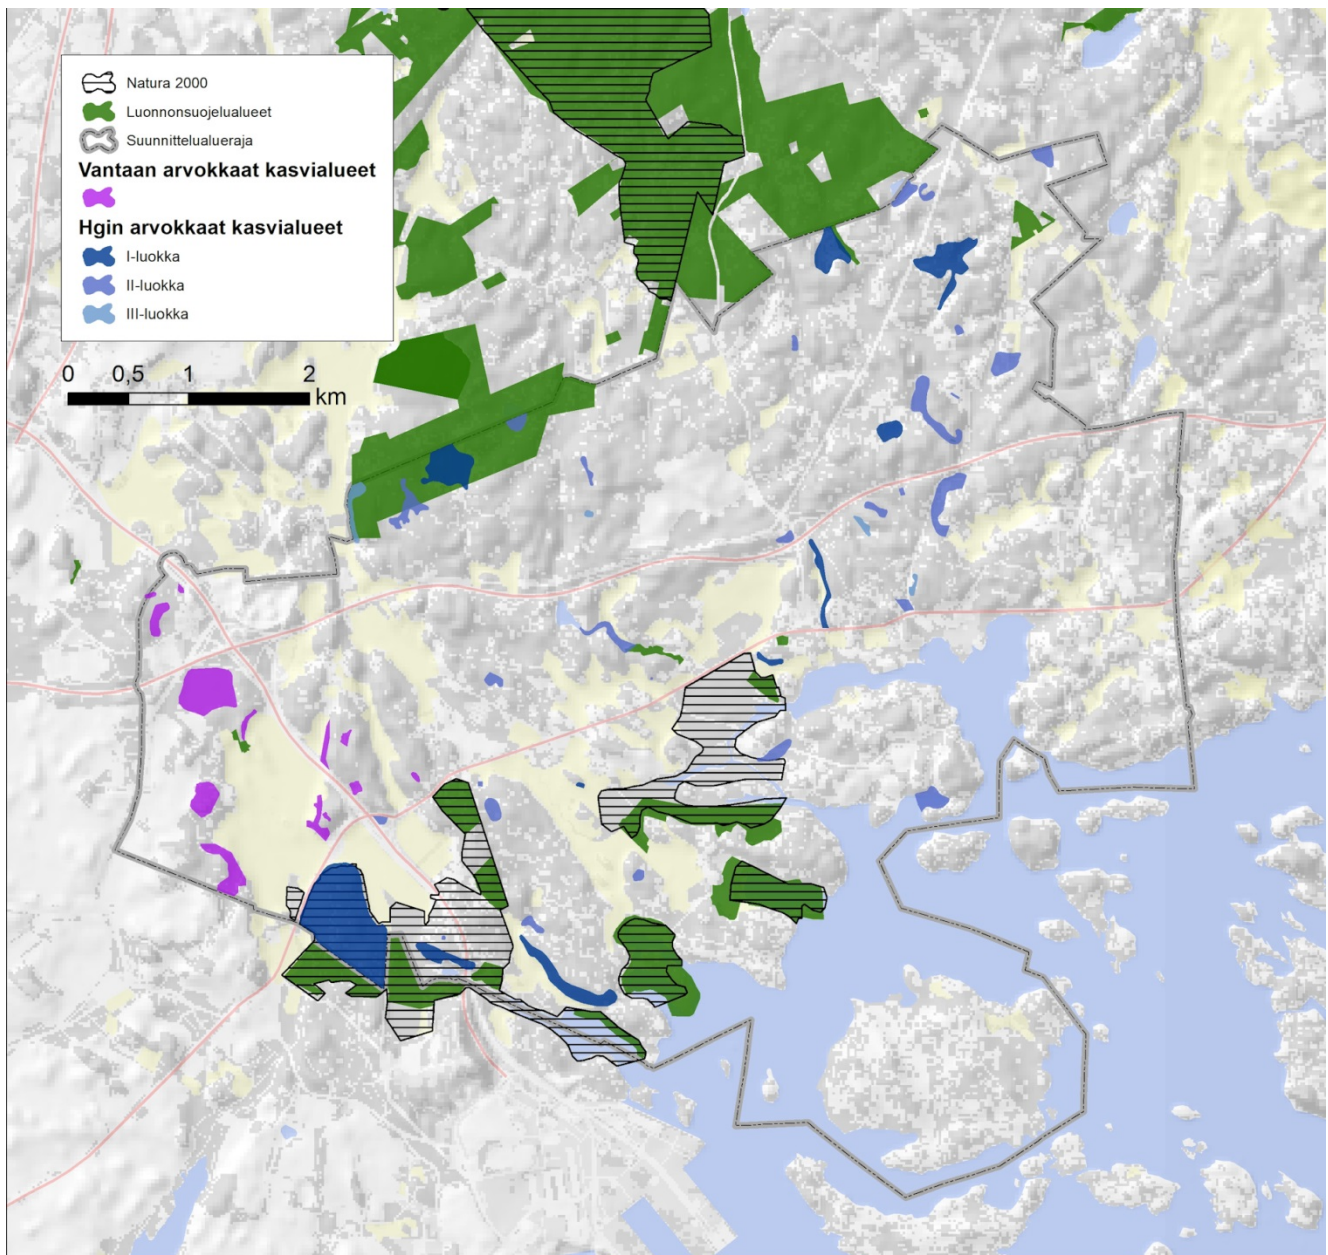 Natura 2000
Luonnonsuojelualueet
Suunnittelualueraja
Vantaan arvokkaat kasvialueet
Hgin arvokkaat kasvialueet
I-luokka
II-luokka
III-luokka
0 0,5 1 2
km